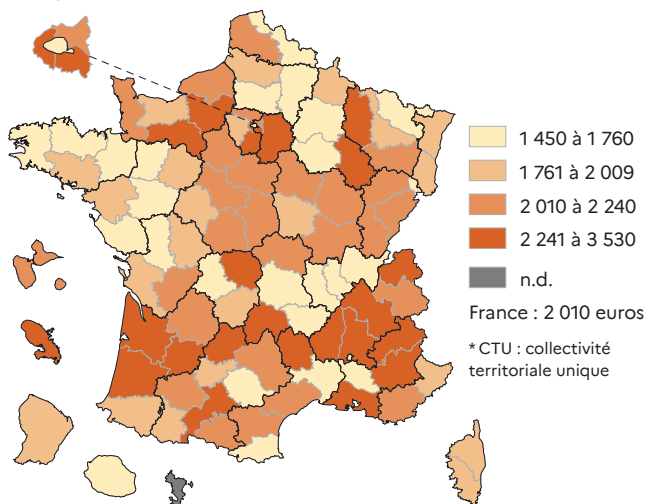 1 450 à 1 760
1 761 à 2 009
2 010 à 2 240
2 241 à 3 530
n.d.
France : 2 010 euros
* CTU : collectivité
territoriale unique